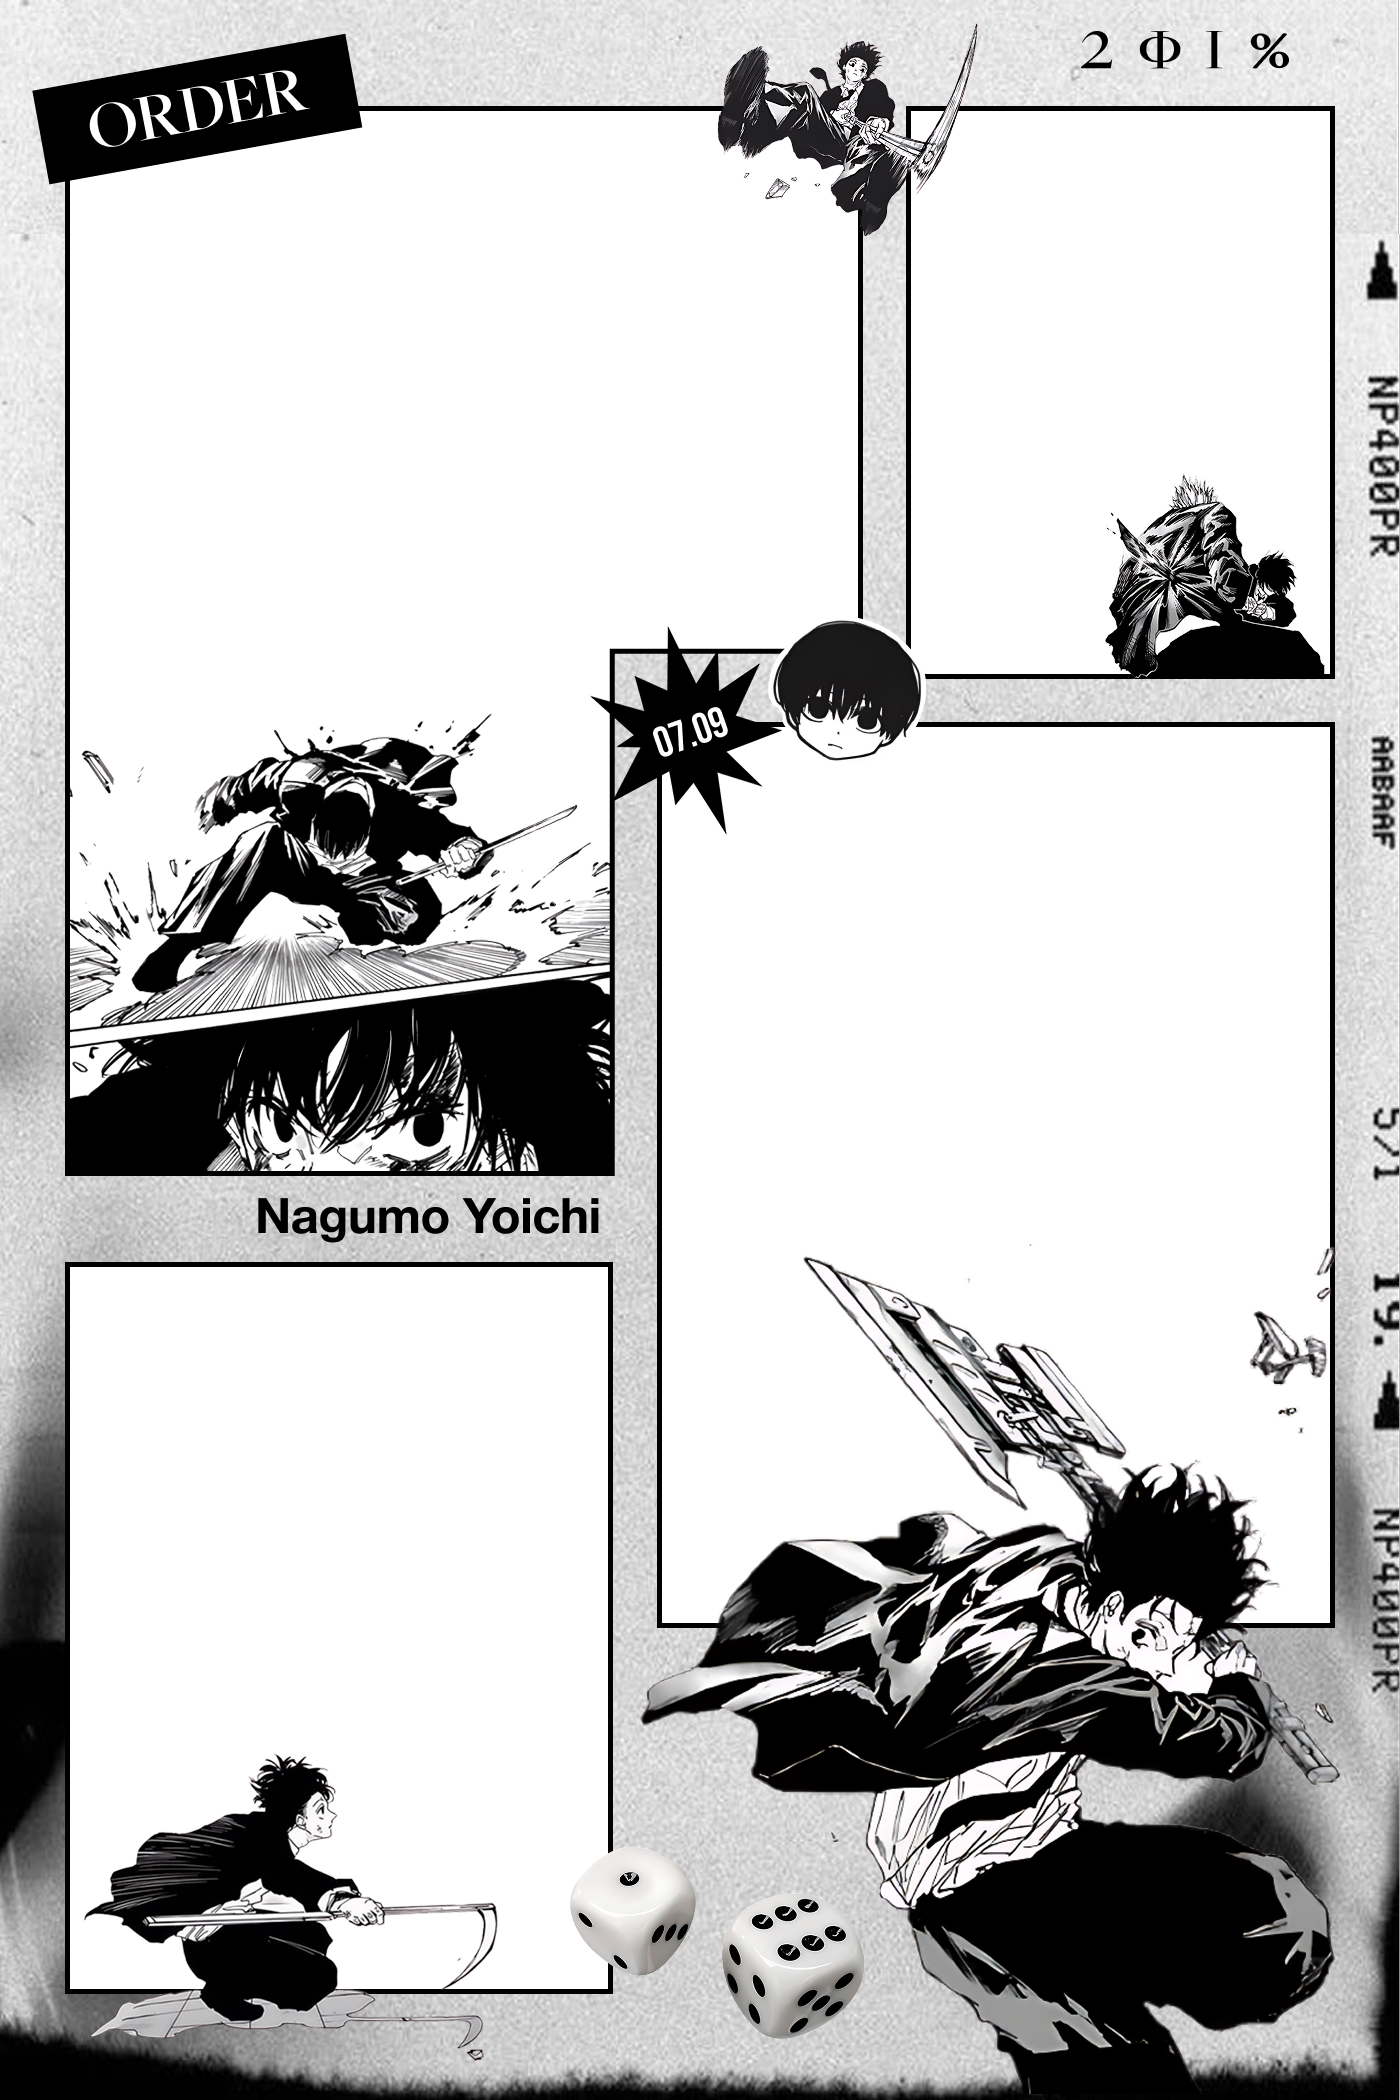 2 Φ I %
ORDER
NP400PR
07.09
AABAAF
5/1
Nagumo Yoichi
19.
NP400PR